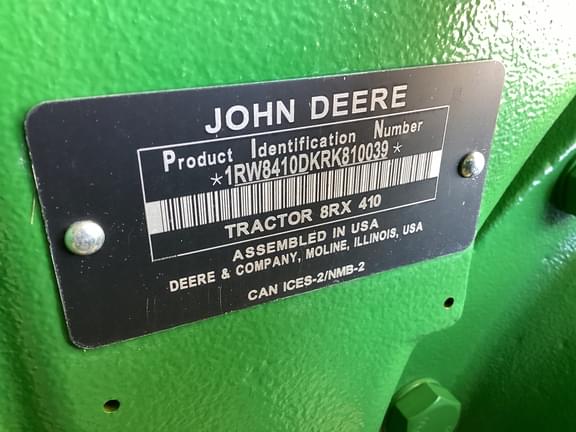 JOHN DEERE
Product Identification Number
*1RW8410DKRK810039*
TRACTOR 8RX 410
ASSEMBLED IN USA
DEERE & COMPANY, MOLINE, ILLINOIS, USA
CAN ICES-2/NMB-2